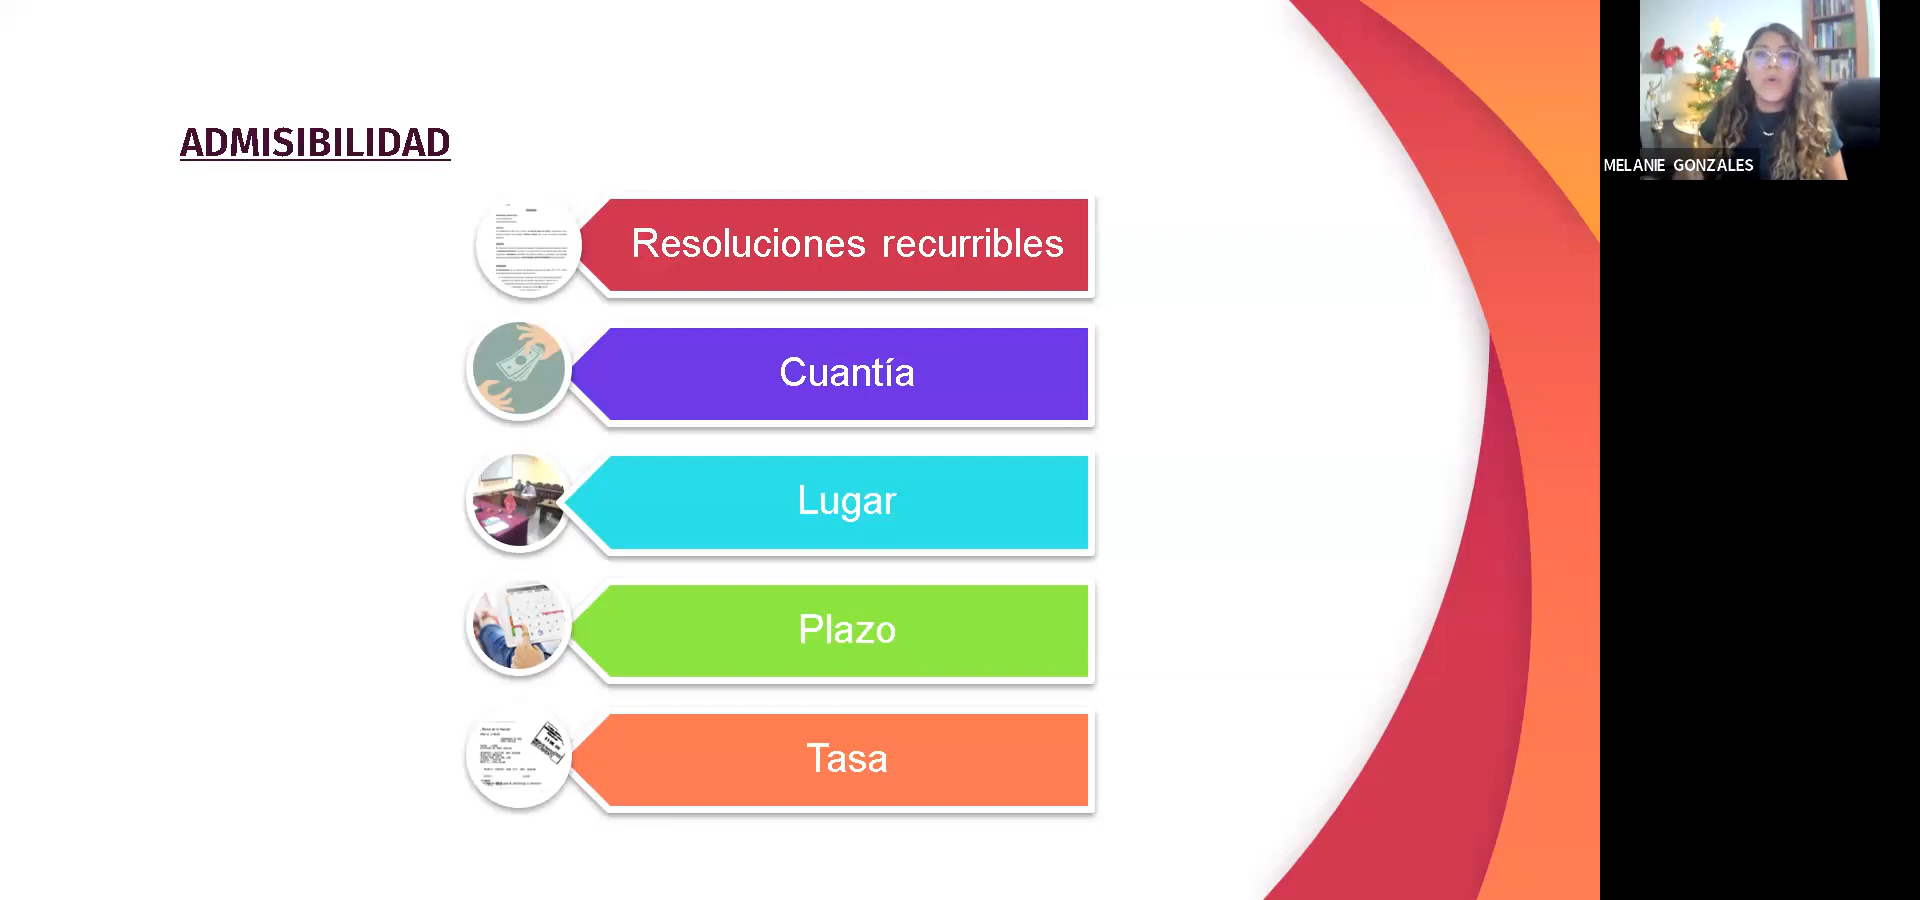 ADMISIBILIDAD
MELANIE GONZALES
Resoluciones recurribles
Cuantía
Lugar
Plazo
Tasa